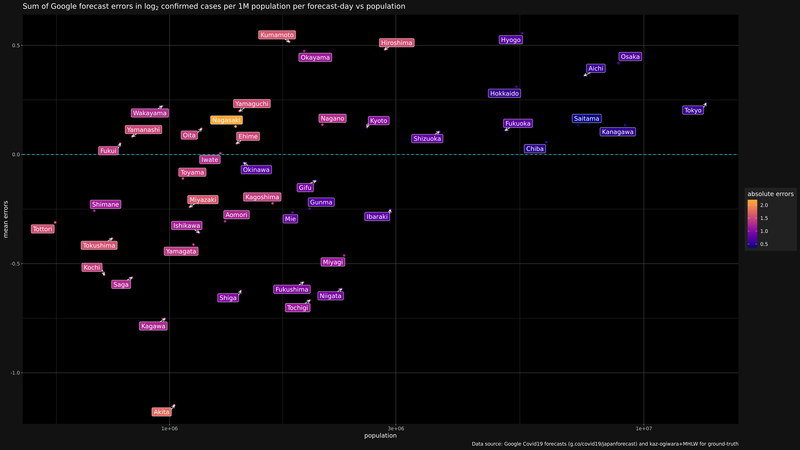 Sum of Google forecast errors in log₂ confirmed cases per 1M population per forecast-day vs population
Kumamoto
Hiroshima
Hyogo
0.5
Okayama
Osaka
Aichi
Hokkaido
Yamaguchi
Wakayama
Tokyo
Nagasaki
Nagano
Kyoto
Fukuoka
Saitama
Yamanashi
Oita
Ehime
Shizuoka
Kanagawa
Fukui
Chiba
0.0
Iwate
Okinawa
Toyama
Gifu
absolute errors
2.0
1.5
1.0
0.5
Shimane
Miyazaki
Kagoshima
Gunma
Aomori
Mie
Ibaraki
Tottori
Ishikawa
mean errors
Tokushima
Yamagata
-0.5
Kochi
Miyagi
Saga
Fukushima
Shiga
Niigata
Tochigi
Kagawa
-1.0
Akita
1e+06
3e+06
1e+07
population
Data source: Google Covid19 forecasts (g.co/covid19/japanforecast) and kaz-ogiwara+MHLW for ground-truth